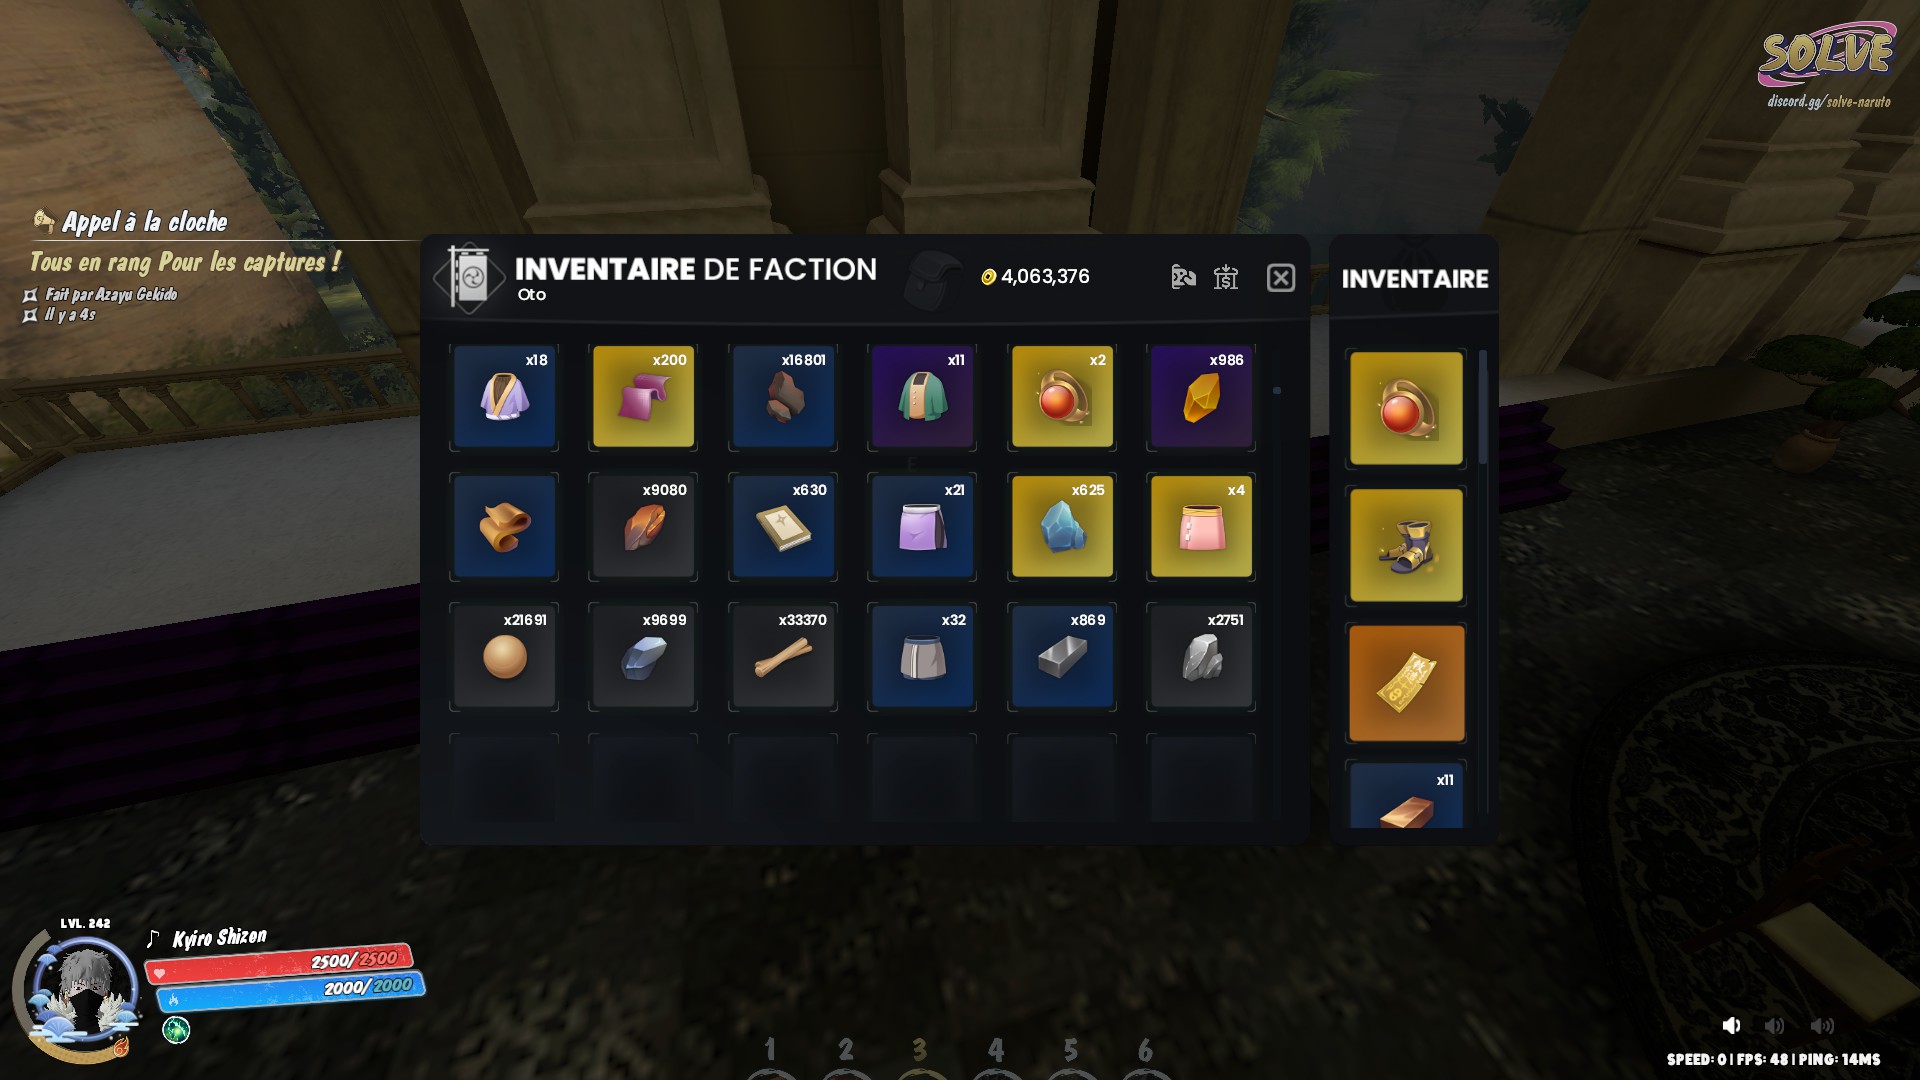 SOLVE
discord.gg/solve-naruto
Appel à la cloche
Tous en rang Pour les captures !
Fait par Azayu Gekido
Il y a 4s
INVENTAIRE DE FACTION
Oto
4,063,376
INVENTAIRE
x18
x200
x16801
x11
x2
x986
x9080
x630
x21
x625
x4
x21691
x9699
x33370
x32
x869
x2751
x11
E
LVL. 242
Kyiro Shizen
2500/2500
2000/2000
1 2 3 4 5 6
SPEED: 0 | FPS: 48 | PING: 14MS